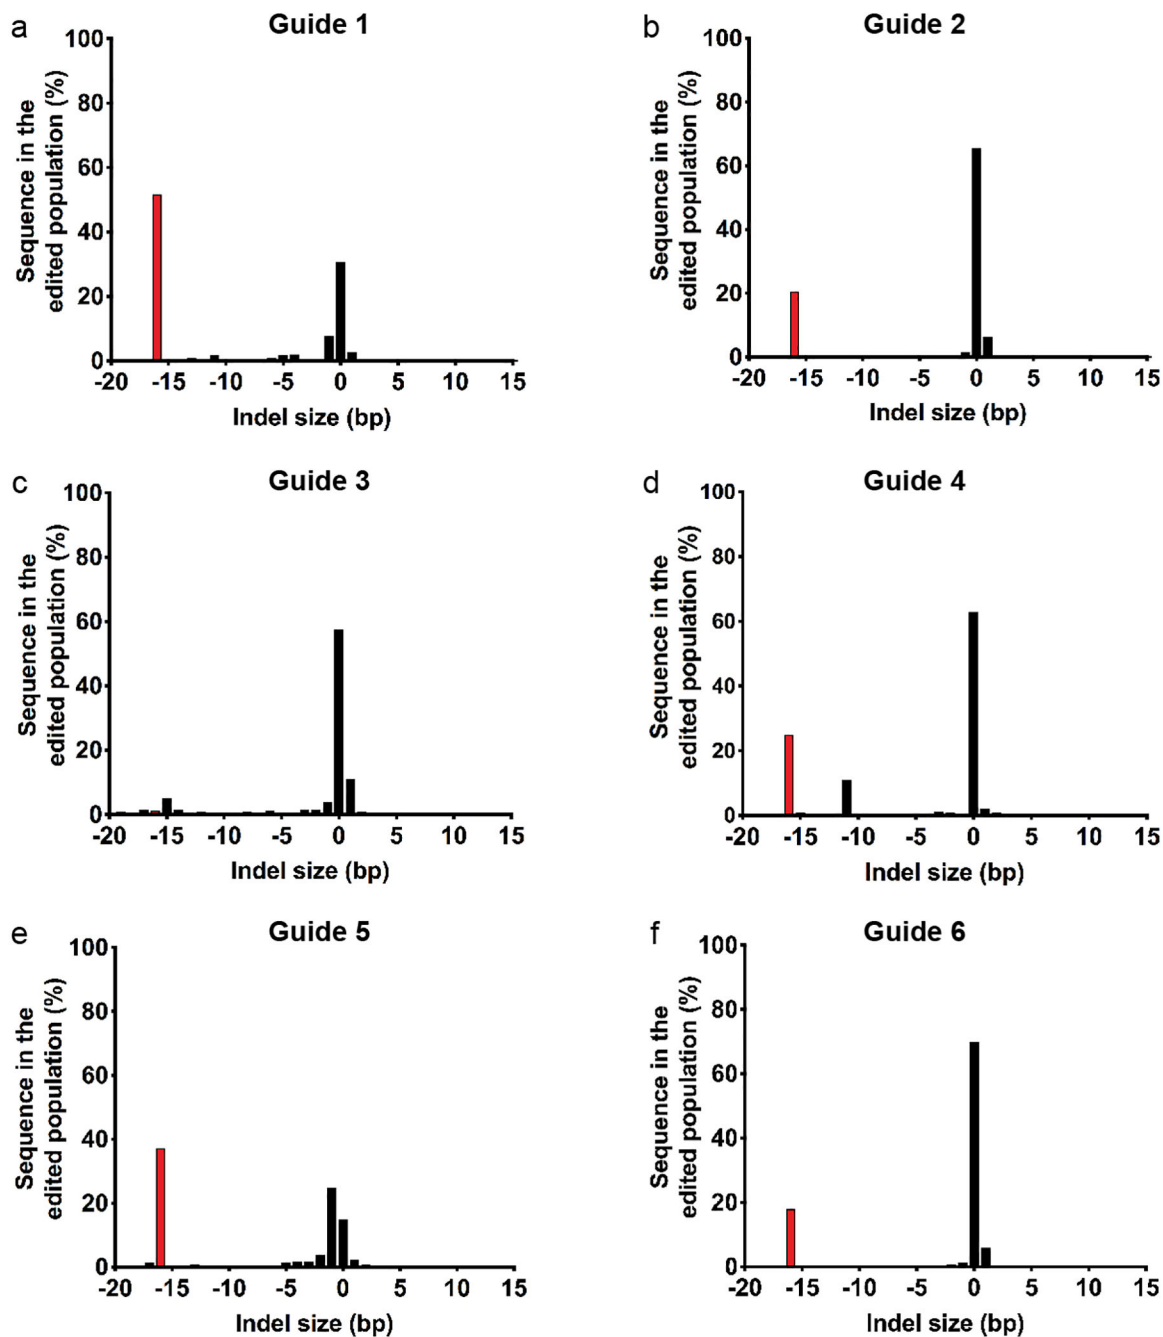 a
Guide 1
Sequence in the
edited population (%)
100
80
60
40
20
0
-20 -15 -10 -5 0 5 10 15
Indel size (bp)
b
Guide 2
Sequence in the
edited population (%)
100
80
60
40
20
0
-20 -15 -10 -5 0 5 10 15
Indel size (bp)
c
Guide 3
Sequence in the
edited population (%)
100
80
60
40
20
0
-20 -15 -10 -5 0 5 10 15
Indel size (bp)
d
Guide 4
Sequence in the
edited population (%)
100
80
60
40
20
0
-20 -15 -10 -5 0 5 10 15
Indel size (bp)
e
Guide 5
Sequence in the
edited population (%)
100
80
60
40
20
0
-20 -15 -10 -5 0 5 10 15
Indel size (bp)
f
Guide 6
Sequence in the
edited population (%)
100
80
60
40
20
0
-20 -15 -10 -5 0 5 10 15
Indel size (bp)